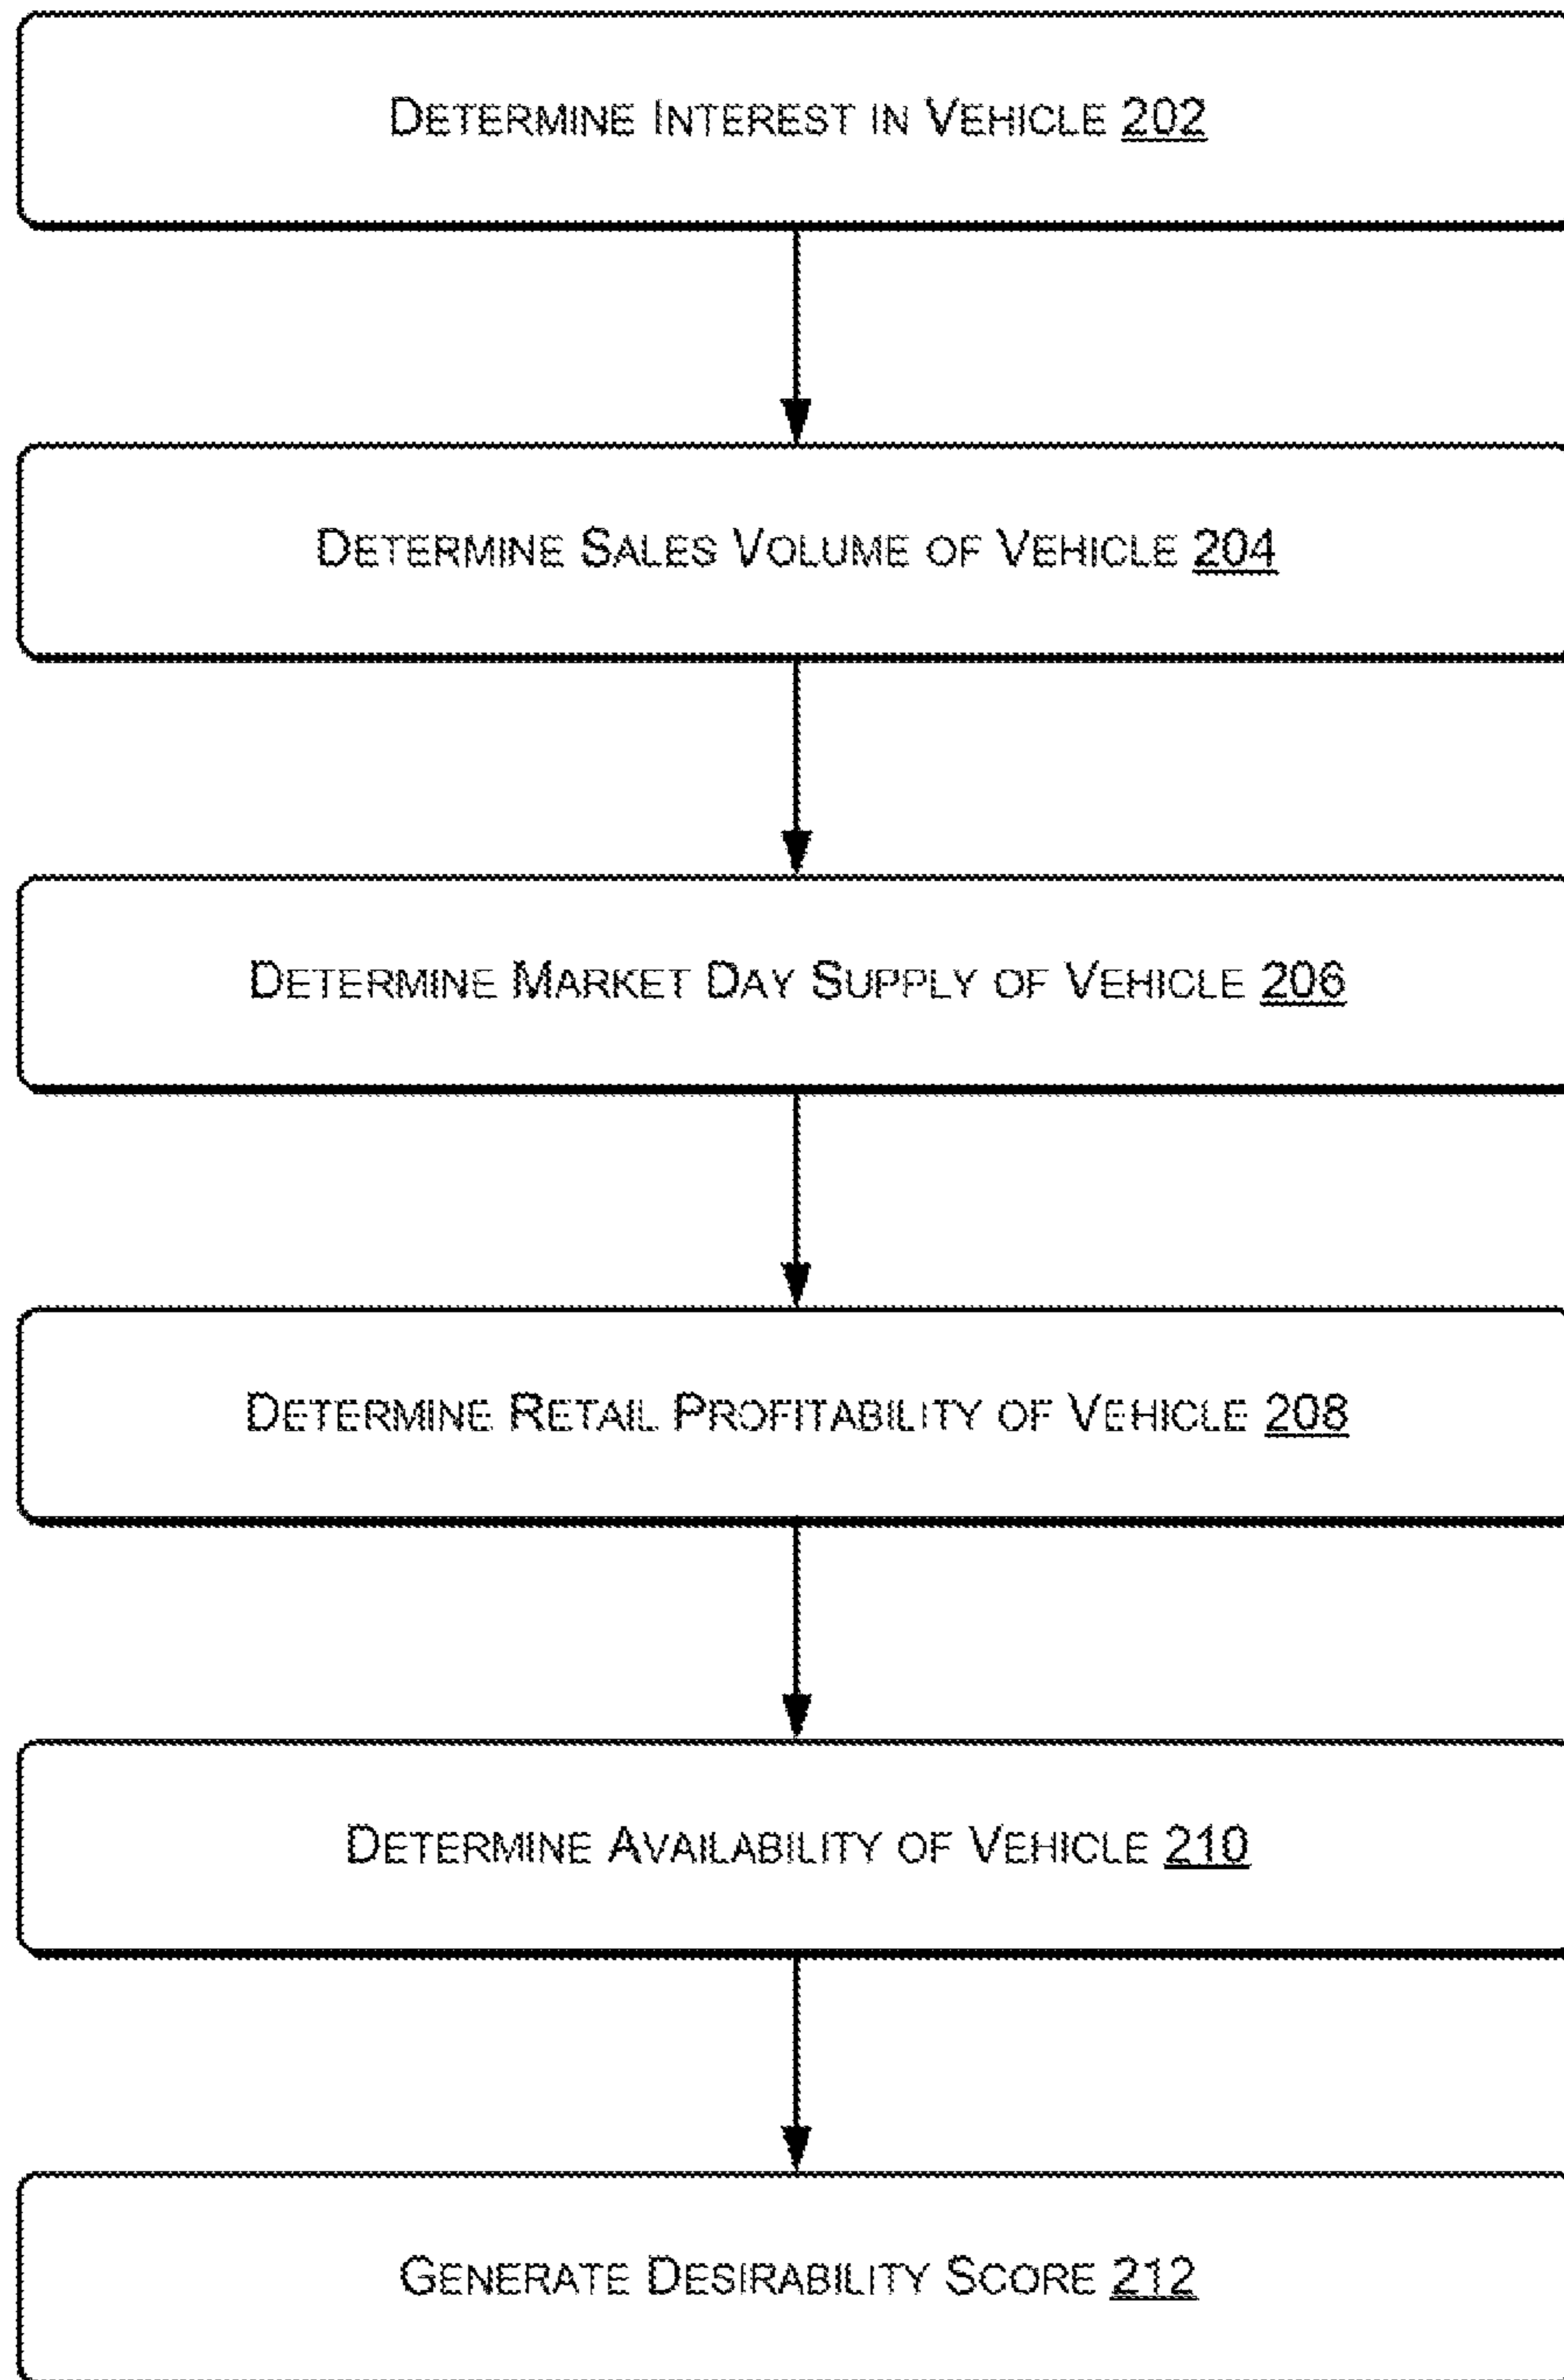 DETERMINE INTEREST IN VEHICLE 202
DETERMINE SALES VOLUME OF VEHICLE 204
DETERMINE MARKET DAY SUPPLY OF VEHICLE 206
DETERMINE RETAIL PROFITABILITY OF VEHICLE 208
DETERMINE AVAILABILITY OF VEHICLE 210
GENERATE DESIRABILITY SCORE 212